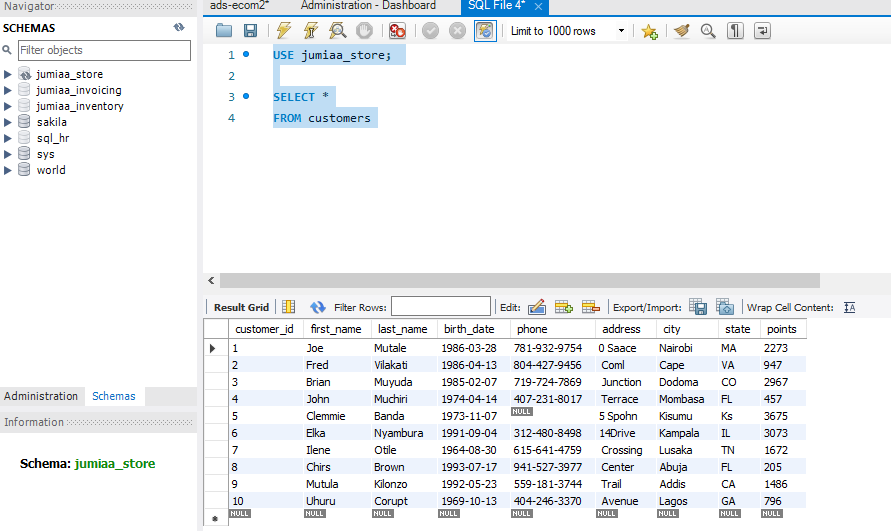 Navigator
SCHEMAS
Filter objects
jumiaa_store
jumiaa_invoicing
jumiaa_inventory
sakila
sql_hr
sys
world
Administration Schemas
Information
Schema: jumiaa_store
ads-ecom2* Administration - Dashboard SQL File 4*
Limit to 1000 rows
1 USE jumiaa_store;
2
3 SELECT *
4 FROM customers
Result Grid Filter Rows: Edit: Export/Import: Wrap Cell Content: IA
customer_id first_name last_name birth_date phone address city state points
1 Joe Mutale 1986-03-28 781-932-9754 0 Saace Nairobi MA 2273
2 Fred Vilakati 1986-04-13 804-427-9456 Coml Cape VA 947
3 Brian Muyuda 1985-02-07 719-724-7869 Junction Dodoma CO 2967
4 John Muchiri 1974-04-14 407-231-8017 Terrace Mombasa FL 457
5 Clemmie Banda 1973-11-07 NULL 5 Spohn Kisumu Ks 3675
6 Elka Nyambura 1991-09-04 312-480-8498 14Drive Kampala IL 3073
7 Ilene Otile 1964-08-30 615-641-4759 Crossing Lusaka TN 1672
8 Chirs Brown 1993-07-17 941-527-3977 Center Abuja FL 205
9 Mutula Kilonzo 1992-05-23 559-181-3744 Trail Addis CA 1486
10 Uhuru Corupt 1969-10-13 404-246-3370 Avenue Lagos GA 796
NULL NULL NULL NULL NULL NULL NULL NULL NULL